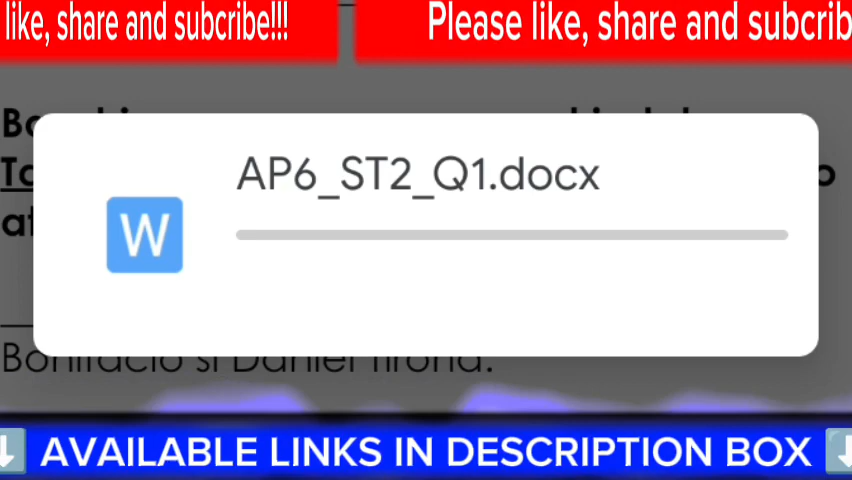 like, share and subcribe!!! Please like, share and subcrib
AP6_ST2_Q1.docx
W
Bonifacio si Daniel Tirona.
AVAILABLE LINKS IN DESCRIPTION BOX